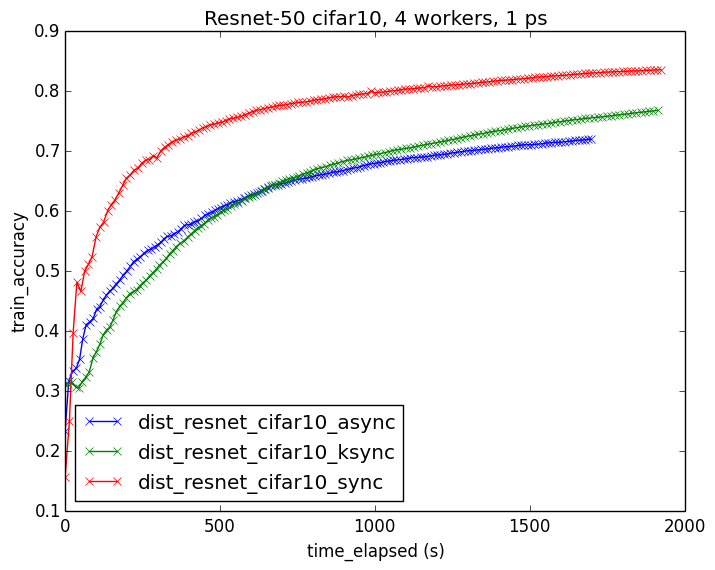 Resnet-50 cifar10, 4 workers, 1 ps
0.9
0.8
0.7
0.6
0.5
0.4
0.3
0.2
0.1
train_accuracy
dist_resnet_cifar10_async
dist_resnet_cifar10_ksync
dist_resnet_cifar10_sync
0 500 1000 1500 2000
time_elapsed (s)